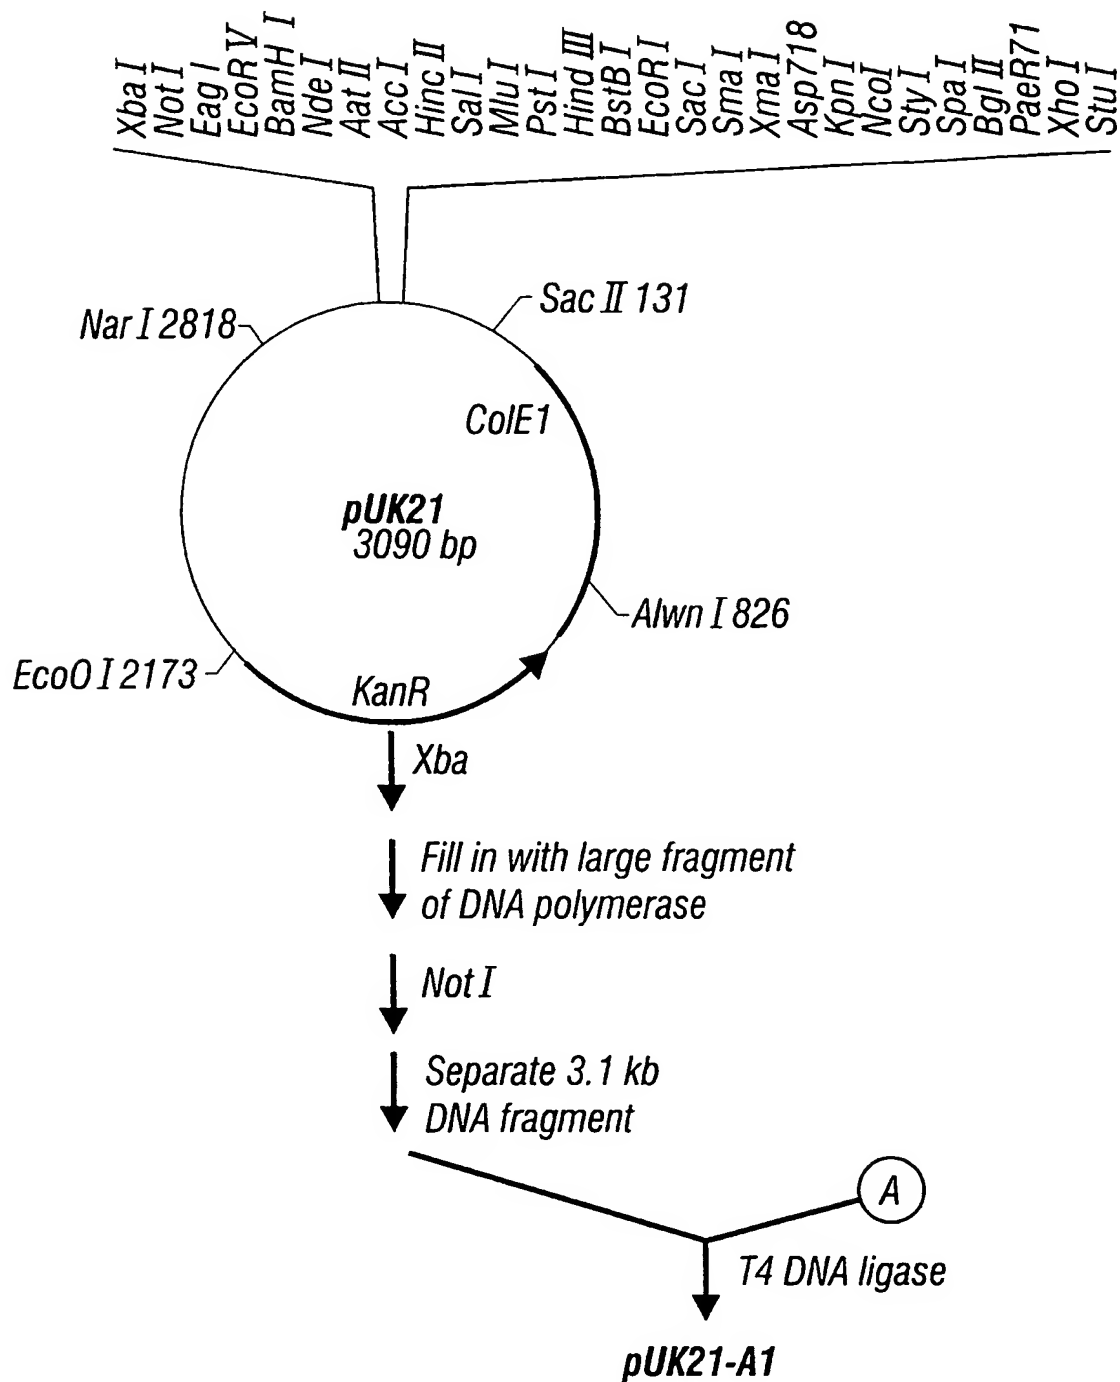 Xba I
Not I
Eag I
EcoR V
BamH I
Nde I
Aat II
Acc I
Hinc II
Sal I
Mlu I
Pst I
Hind III
BstB I
EcoR I
Sac I
Sma I
Xma I
Asp718
Kpn I
NcoI
Sty I
Spa I
Bgl II
PaeR71
Xho I
Stu I
Nar I 2818
Sac II 131
ColE1
pUK21
3090 bp
Alwn I 826
EcoO I 2173
KanR
Xba
Fill in with large fragment
of DNA polymerase
Not I
Separate 3.1 kb
DNA fragment
A
T4 DNA ligase
pUK21-A1